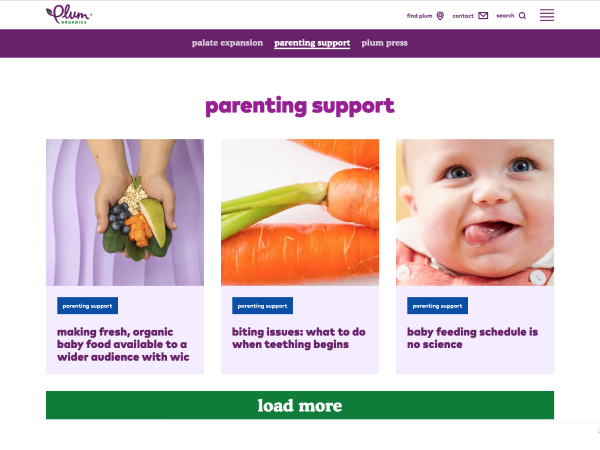 Plum®
ORGANICS
find plum
contact
search
palate expansion
parenting support
plum press
parenting support
parenting support
making fresh, organic
baby food available to a
wider audience with wic
parenting support
biting issues: what to do
when teething begins
parenting support
baby feeding schedule is
no science
load more